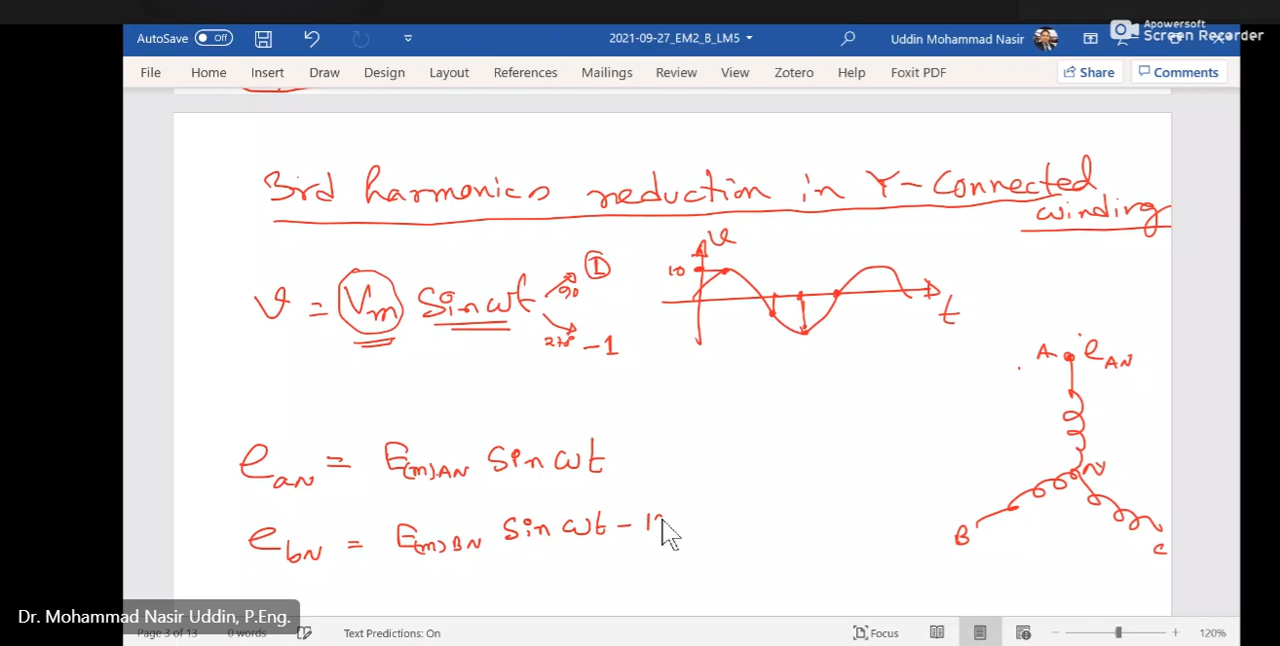 Apowersoft
Screen Recorder
AutoSave Off 2021-09-27_EM2_B_LM5 Uddin Mohammad Nasir
File Home Insert Draw Design Layout References Mailings Review View Zotero Help Foxit PDF Share Comments
3rd harmonics reduction in Y-Connected
winding
v = Vm Sinωt
90 1
270° -1
v
10
t
A eAN
N
B
C
eaN = E(m)AN Sin ωt
ebN = E(m)BN Sin ωt - 1
Dr. Mohammad Nasir Uddin, P.Eng.
Page 3 of 13 0 words Text Predictions: On Focus 120%